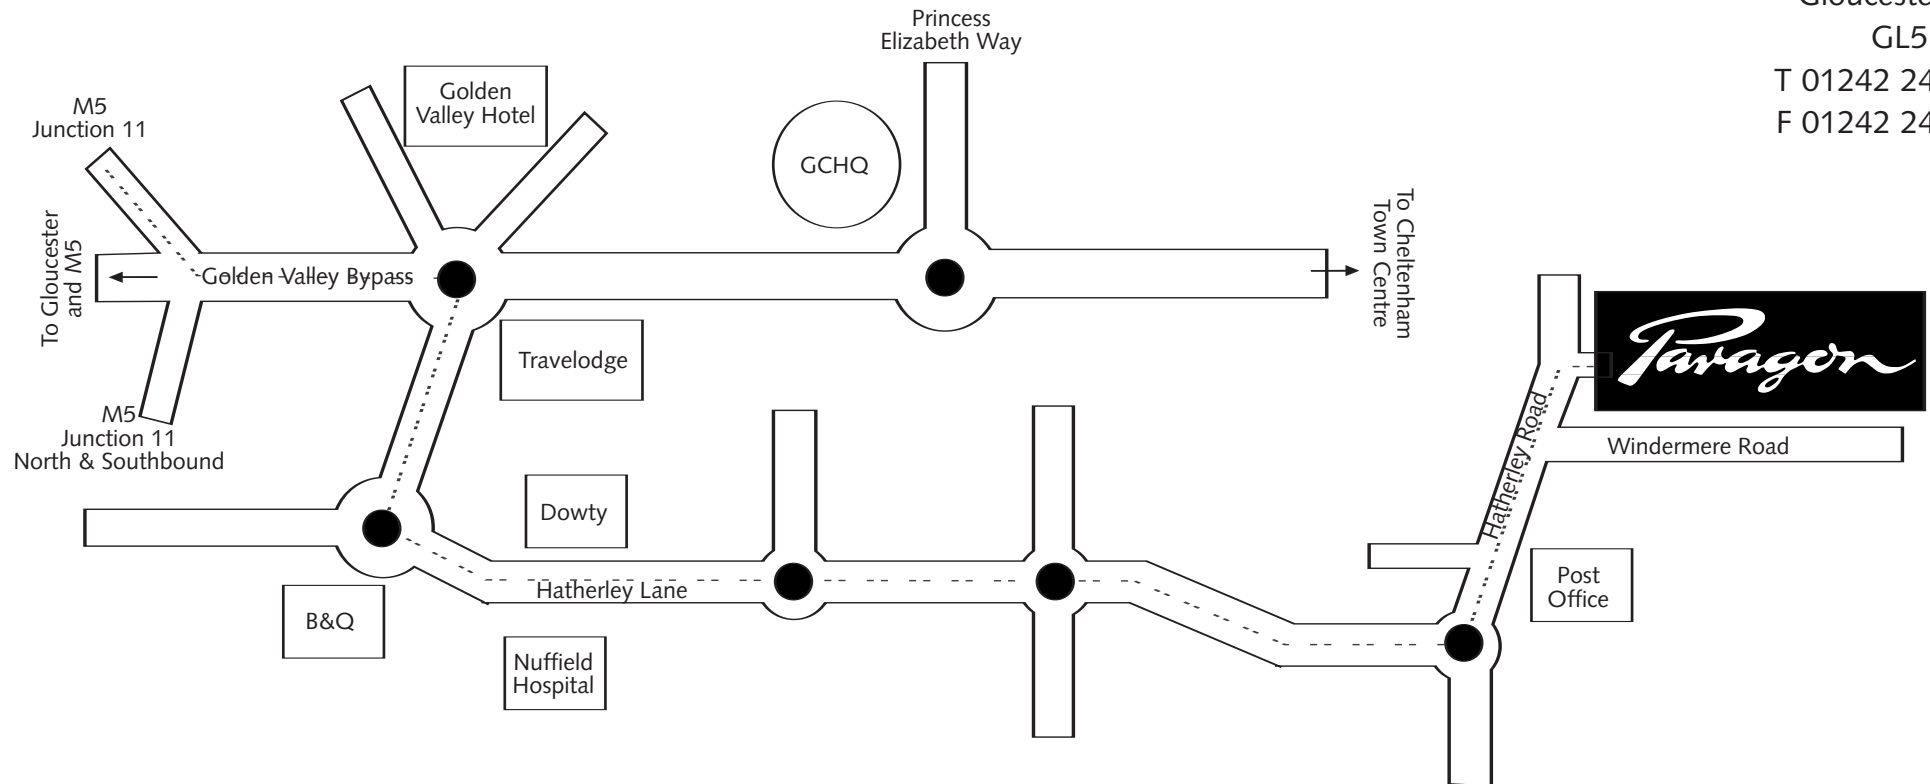 GL5
T 01242 24
F 01242 24
Princess
Elizabeth Way
Golden
Valley Hotel
M5
Junction 11
GCHQ
To Gloucester
and M5
Golden Valley Bypass
To Cheltenham
Town Centre
Travelodge
Paragon
M5
Junction 11
North & Southbound
Hatherley Road
Windermere Road
Dowty
Hatherley Lane
Post
Office
B&Q
Nuffield
Hospital